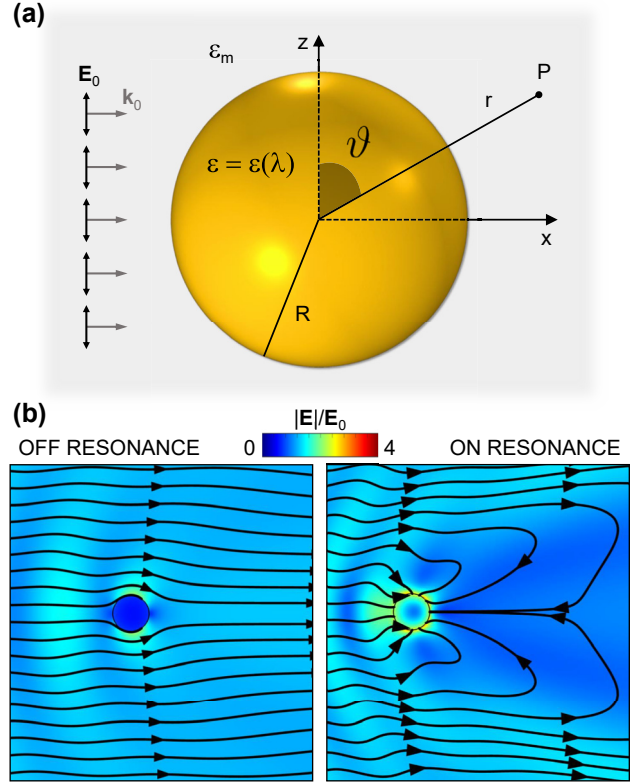 (a)
z
εm
E0
k0
P
r
ϑ
ε = ε(λ)
x
R
(b)
|E|/E0
OFF RESONANCE 0 4 ON RESONANCE